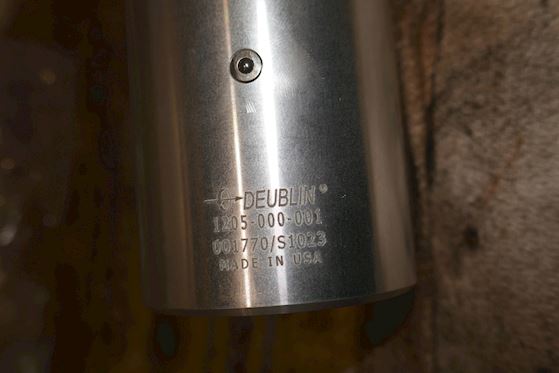 DEUBLIN®
1205-000-001
001770/S1023
MADE IN USA